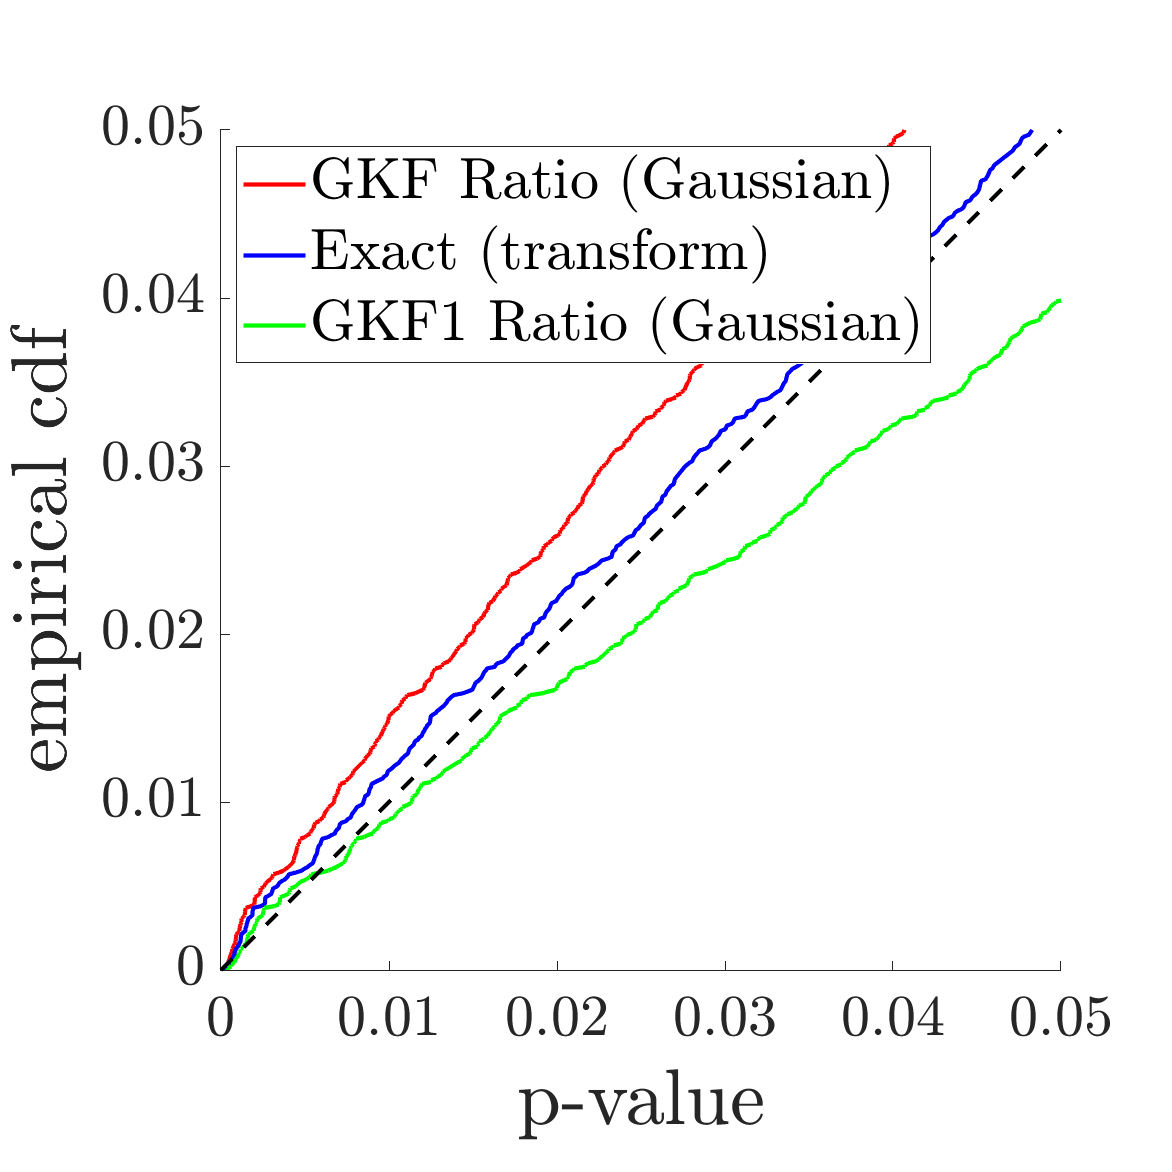 0.05
GKF Ratio (Gaussian)
Exact (transform)
GKF1 Ratio (Gaussian)
0.04
0.03
0.02
0.01
0
empirical cdf
0 0.01 0.02 0.03 0.04 0.05
p-value